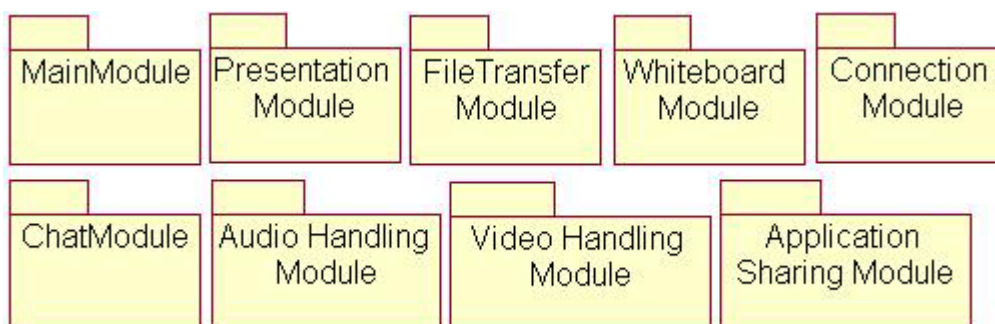 MainModule
Presentation
Module
FileTransfer
Module
Whiteboard
Module
Connection
Module
ChatModule
Audio Handling
Module
Video Handling
Module
Application
Sharing Module